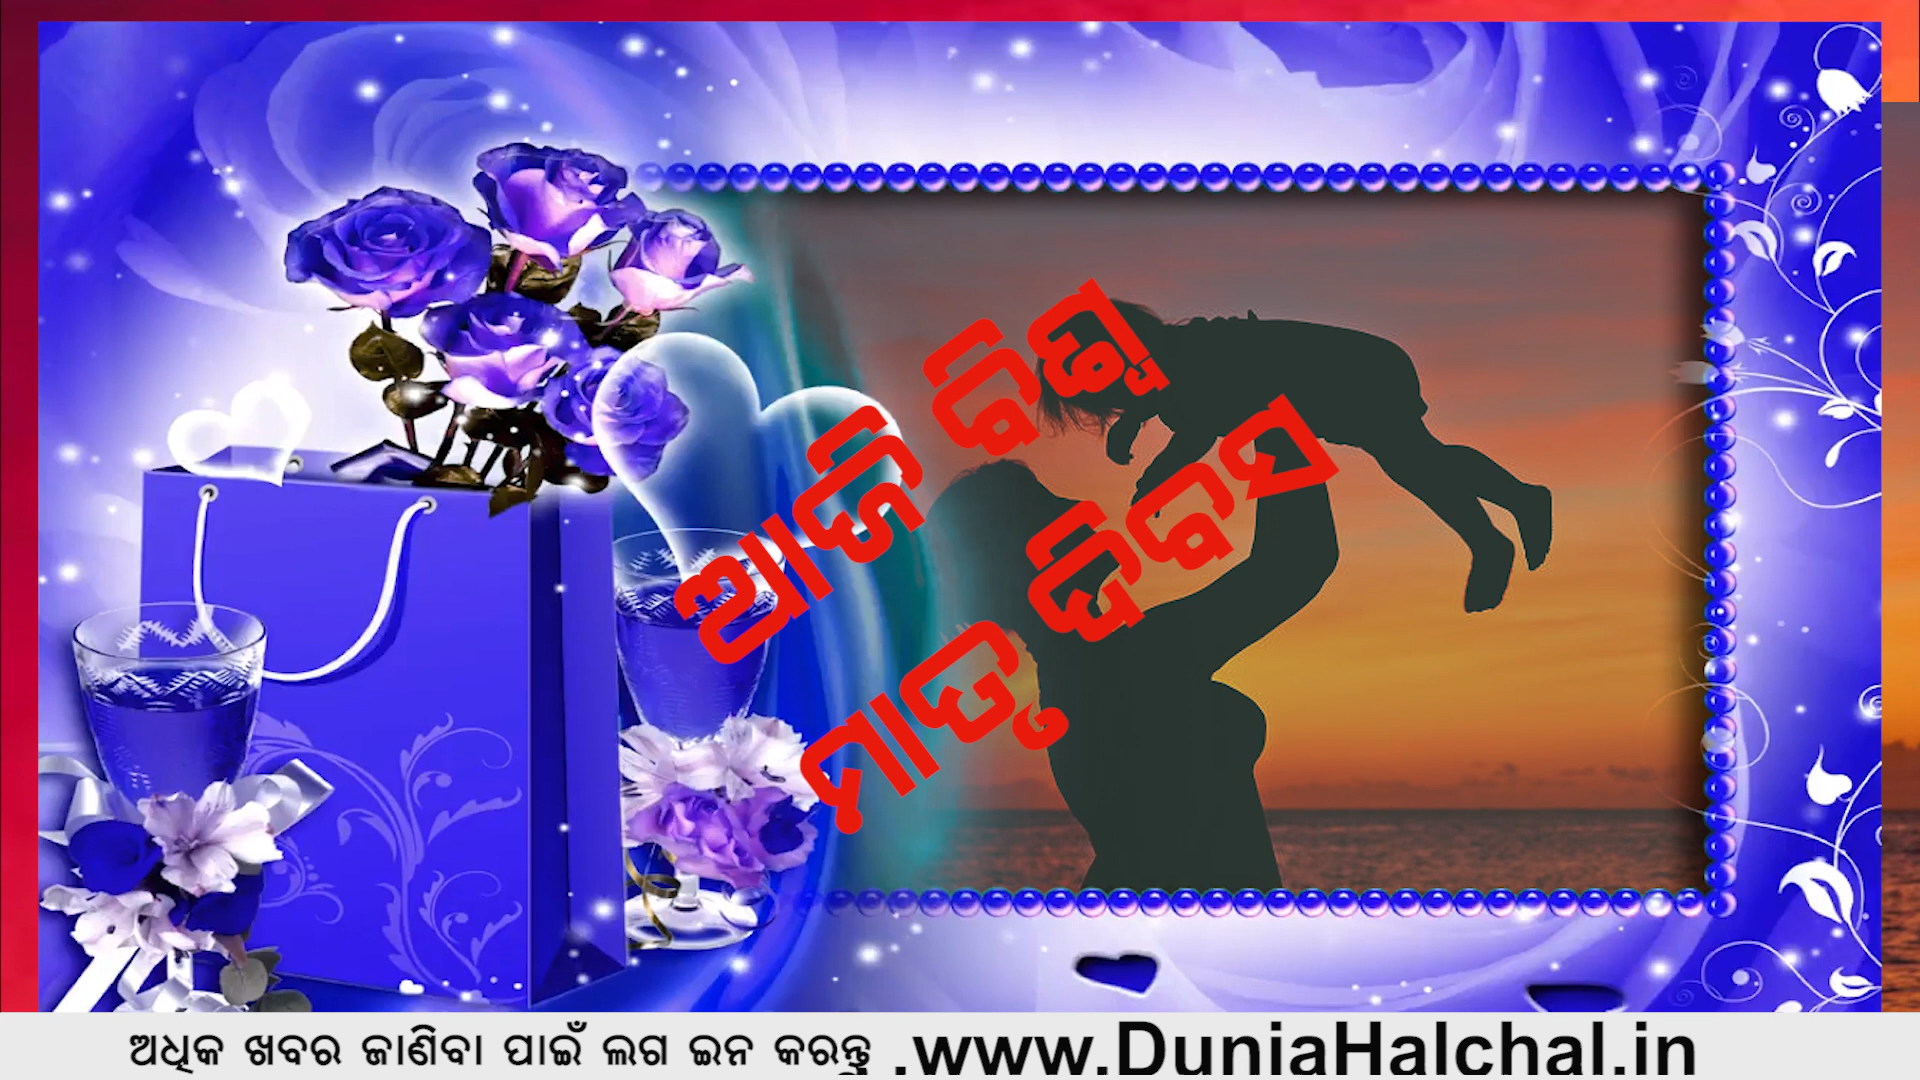 ଆଜି ବିଶ୍ୱ
ମାତୃ ଦିବସ
ଅଧିକ ଖବର ଜାଣିବା ପାଇଁ ଲଗ ଇନ କରନ୍ତୁ .www.DuniaHalchal.in